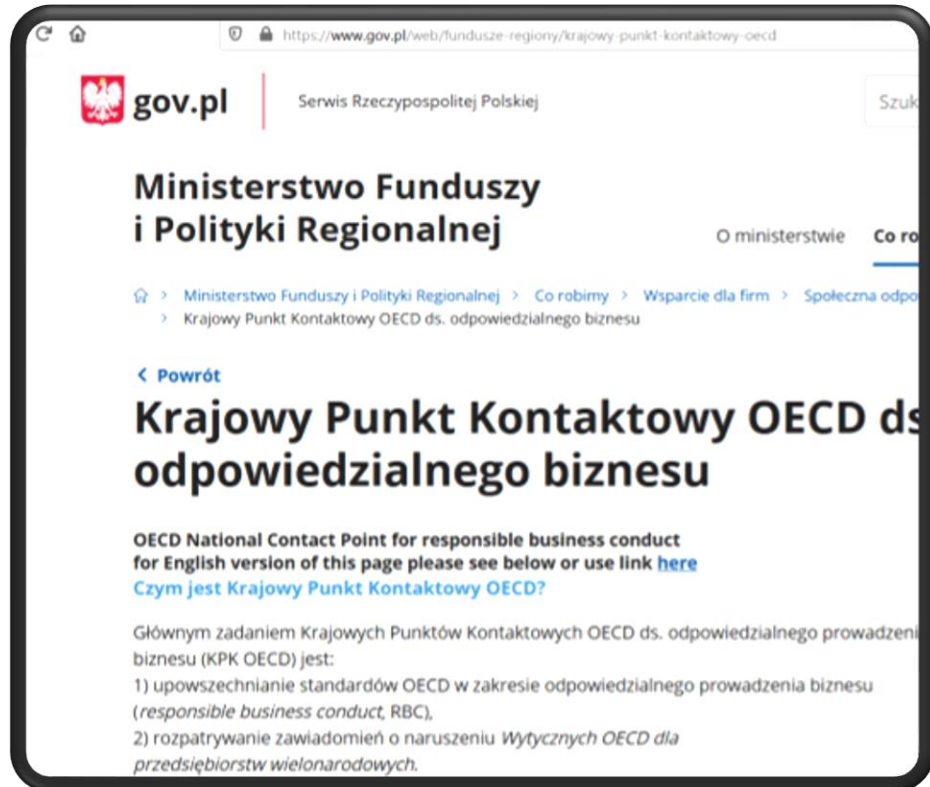 https://www.gov.pl/web/fundusze-regiony/krajowy-punkt-kontaktowy-oecd
gov.pl
Serwis Rzeczypospolitej Polskiej
Szuk
Ministerstwo Funduszy
i Polityki Regionalnej
O ministerstwie Co ro
Ministerstwo Funduszy i Polityki Regionalnej > Co robimy > Wsparcie dla firm > Społeczna odpo
> Krajowy Punkt Kontaktowy OECD ds. odpowiedzialnego biznesu
< Powrót
Krajowy Punkt Kontaktowy OECD ds
odpowiedzialnego biznesu
OECD National Contact Point for responsible business conduct
for English version of this page please see below or use link here
Czym jest Krajowy Punkt Kontaktowy OECD?
Głównym zadaniem Krajowych Punktów Kontaktowych OECD ds. odpowiedzialnego prowadzeni
biznesu (KPK OECD) jest:
1) upowszechnianie standardów OECD w zakresie odpowiedzialnego prowadzenia biznesu
(responsible business conduct, RBC),
2) rozpatrywanie zawiadomień o naruszeniu Wytycznych OECD dla
przedsiębiorstw wielonarodowych.